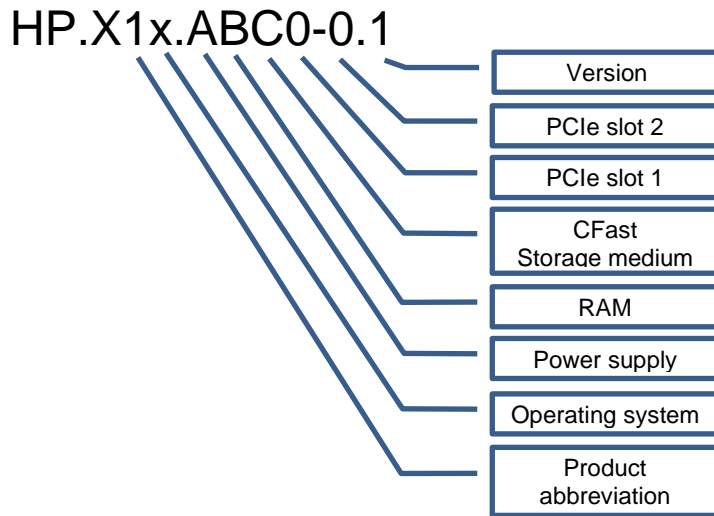 HP.X1x.ABC0-0.1
Version
PCIe slot 2
PCIe slot 1
CFast
Storage medium
RAM
Power supply
Operating system
Product
abbreviation